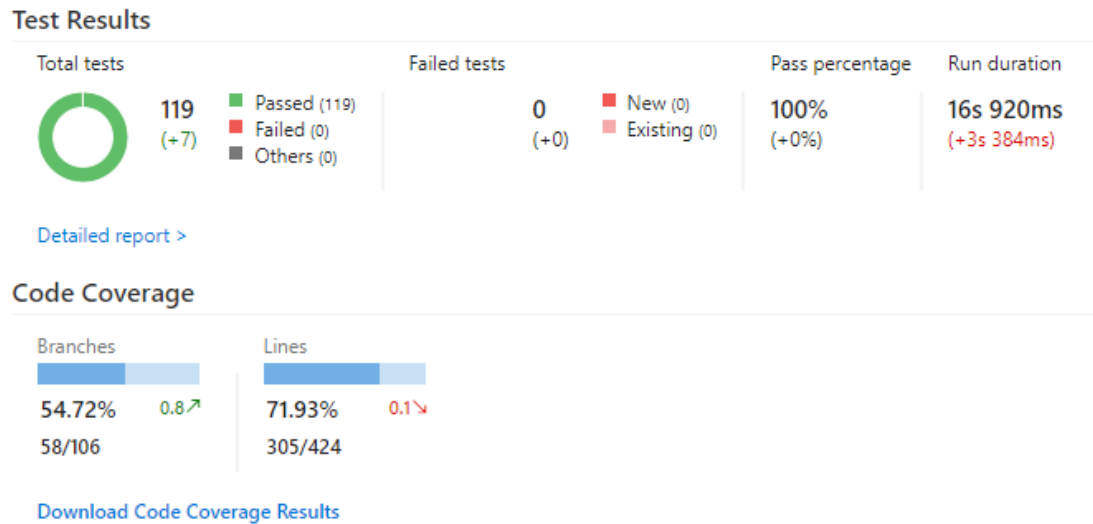 Test Results
Total tests
119
(+7)
Passed (119)
Failed (0)
Others (0)
Failed tests
0
(+0)
New (0)
Existing (0)
Pass percentage
100%
(+0%)
Run duration
16s 920ms
(+3s 384ms)
Detailed report >
Code Coverage
Branches
54.72%
0.8↗
58/106
Lines
71.93%
0.1↘
305/424
Download Code Coverage Results